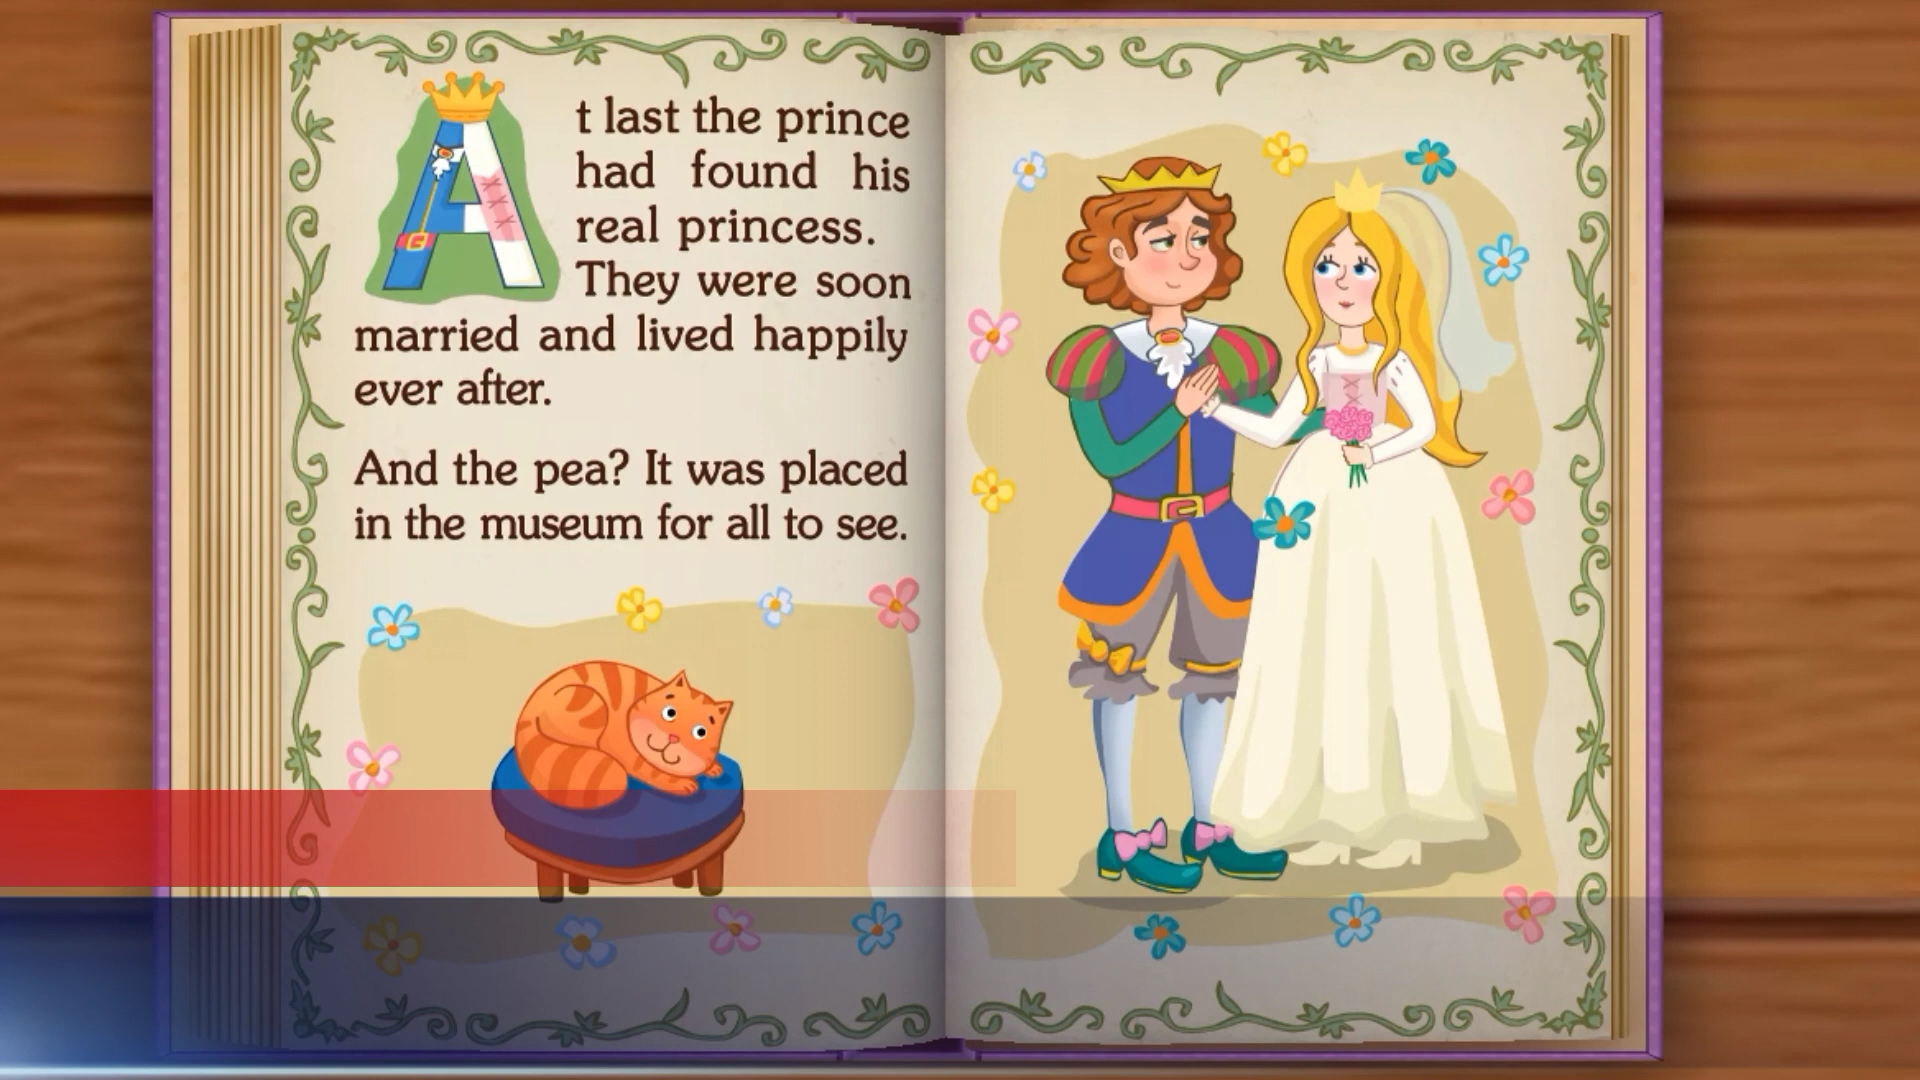 At last the prince
had found his
real princess.
They were soon
married and lived happily
ever after.
And the pea? It was placed
in the museum for all to see.